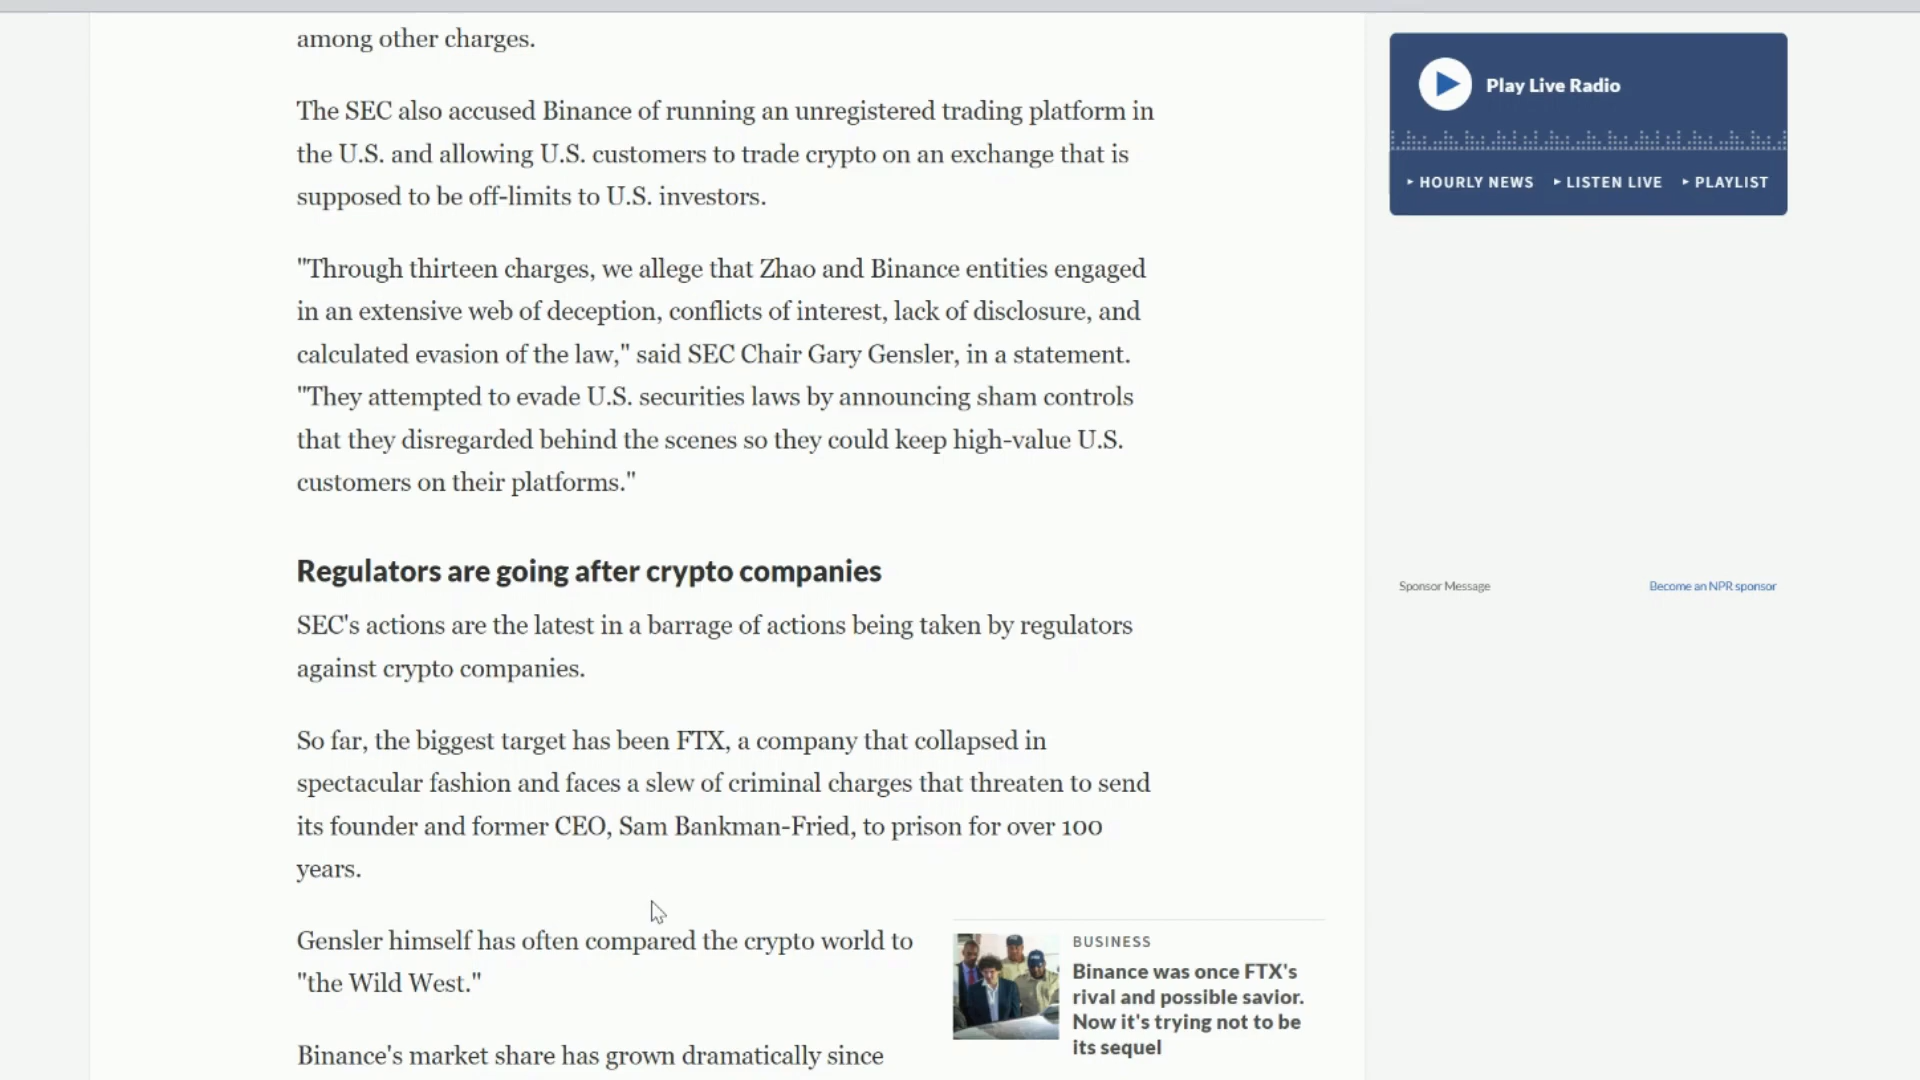 among other charges.
The SEC also accused Binance of running an unregistered trading platform in
the U.S. and allowing U.S. customers to trade crypto on an exchange that is
supposed to be off-limits to U.S. investors.
"Through thirteen charges, we allege that Zhao and Binance entities engaged
in an extensive web of deception, conflicts of interest, lack of disclosure, and
calculated evasion of the law," said SEC Chair Gary Gensler, in a statement.
"They attempted to evade U.S. securities laws by announcing sham controls
that they disregarded behind the scenes so they could keep high-value U.S.
customers on their platforms."
Regulators are going after crypto companies
SEC's actions are the latest in a barrage of actions being taken by regulators
against crypto companies.
So far, the biggest target has been FTX, a company that collapsed in
spectacular fashion and faces a slew of criminal charges that threaten to send
its founder and former CEO, Sam Bankman-Fried, to prison for over 100
years.
Gensler himself has often compared the crypto world to
"the Wild West."
Binance's market share has grown dramatically since
BUSINESS
Binance was once FTX's
rival and possible savior.
Now it's trying not to be
its sequel
Play Live Radio
HOURLY NEWS LISTEN LIVE PLAYLIST
Sponsor Message Become an NPR sponsor